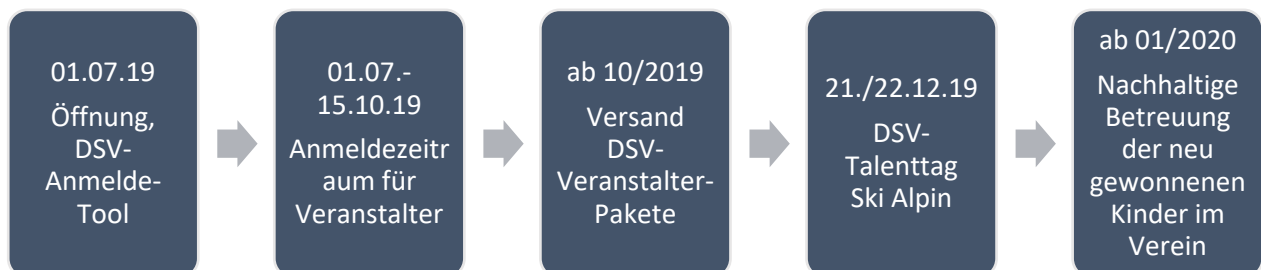 01.07.19
Öffnung,
DSV-
Anmelde-
Tool
01.07.-
15.10.19
Anmeldezeitr
aum für
Veranstalter
ab 10/2019
Versand
DSV-
Veranstalter-
Pakete
21./22.12.19
DSV-
Talenttag
Ski Alpin
ab 01/2020
Nachhaltige
Betreuung
der neu
gewonnenen
Kinder im
Verein